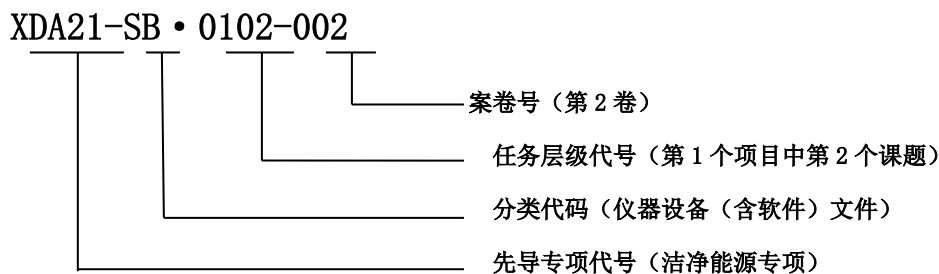 XDA21-SB·0102-002
案卷号（第2卷）
任务层级代号（第1个项目中第2个课题）
分类代码（仪器设备（含软件）文件）
先导专项代号（洁净能源专项）